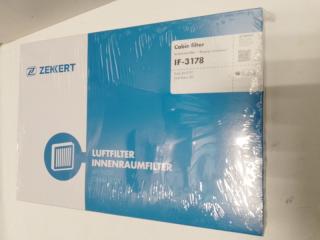 ZEKKERT
Cabin filter
IF-3178
LUFTFILTER
INNENRAUMFILTER